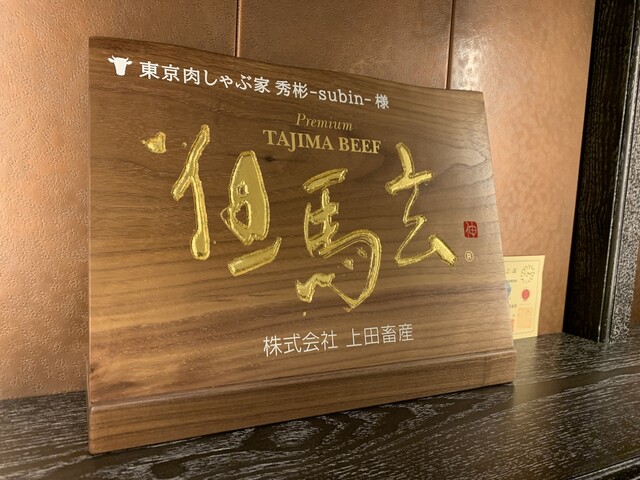 東京肉しゃぶ家 秀彬-subin-様
Premium
TAJIMA BEEF
但馬玄
®
株式会社 上田畜産